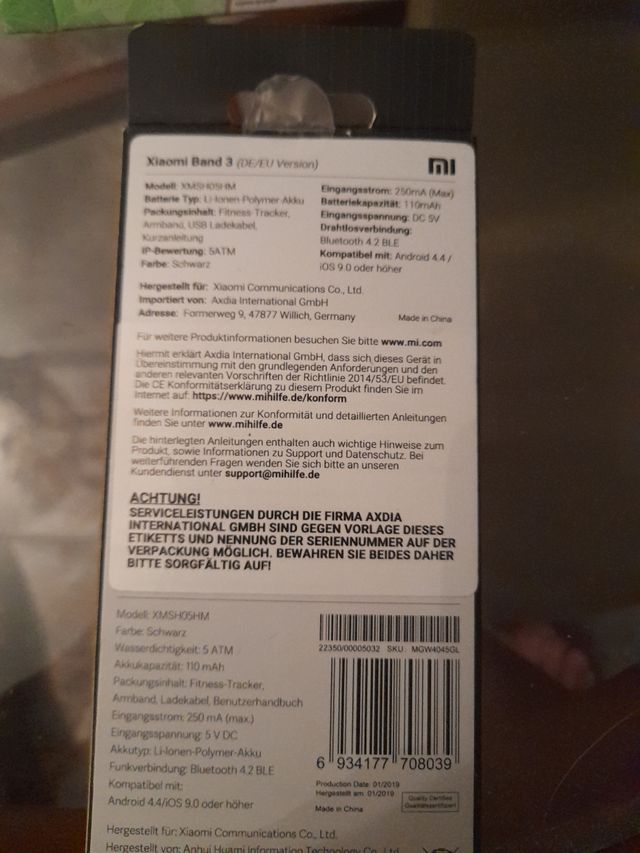 Xiaomi Band 3 (DE/EU Version)
mi
Modell: XMSH05HM
Batterie Typ: Li-Ionen-Polymer-Akku
Packungsinhalt: Fitness-Tracker,
Armband, USB Ladekabel,
Kurzanleitung
IP-Bewertung: 5ATM
Farbe: Schwarz
Eingangsstrom: 250mA (Max)
Batteriekapazität: 110mAh
Eingangsspannung: DC 5V
Drahtlosverbindung:
Bluetooth 4.2 BLE
Kompatibel mit: Android 4.4 /
iOS 9.0 oder höher
Hergestellt für: Xiaomi Communications Co., Ltd.
Importiert von: Axdia International GmbH
Adresse: Formerweg 9, 47877 Willich, Germany
Made in China
Für weitere Produktinformationen besuchen Sie bitte www.mi.com
Hiermit erklärt Axdia International GmbH, dass sich dieses Gerät in
Übereinstimmung mit den grundlegenden Anforderungen und den
anderen relevanten Vorschriften der Richtlinie 2014/53/EU befindet.
Die CE Konformitätserklärung zu diesem Produkt finden Sie im
Internet auf: https://www.mihilfe.de/konform
Weitere Informationen zur Konformität und detaillierten Anleitungen
finden Sie unter www.mihilfe.de
Die hinterlegten Anleitungen enthalten auch wichtige Hinweise zum
Produkt, sowie Informationen zu Support und Datenschutz. Bei
weiterführenden Fragen wenden Sie sich bitte an unseren
Kundendienst unter support@mihilfe.de
ACHTUNG!
SERVICELEISTUNGEN DURCH DIE FIRMA AXDIA
INTERNATIONAL GMBH SIND GEGEN VORLAGE DIESES
ETIKETTS UND NENNUNG DER SERIENNUMMER AUF DER
VERPACKUNG MÖGLICH. BEWAHREN SIE BEIDES DAHER
BITTE SORGFÄLTIG AUF!
Modell: XMSH05HM
Farbe: Schwarz
Wasserdichtigkeit: 5 ATM
Akkukapazität: 110 mAh
Packungsinhalt: Fitness-Tracker,
Armband, Ladekabel, Benutzerhandbuch
Eingangsstrom: 250 mA (max.)
Eingangsspannung: 5 V DC
Akkutyp: Li-Ionen-Polymer-Akku
Funkverbindung: Bluetooth 4.2 BLE
Kompatibel mit:
Android 4.4/iOS 9.0 oder höher
22350/00005032 SKU: MGW4045GL
6 934177 708039
Production Date: 01/2019
Hergestellt am: 01/2019
Made in China
Quality Certified
Qualitätszertifiziert
Hergestellt für: Xiaomi Communications Co., Ltd.
Hergestellt von: Anhui Huami Information Technology Co., Ltd.